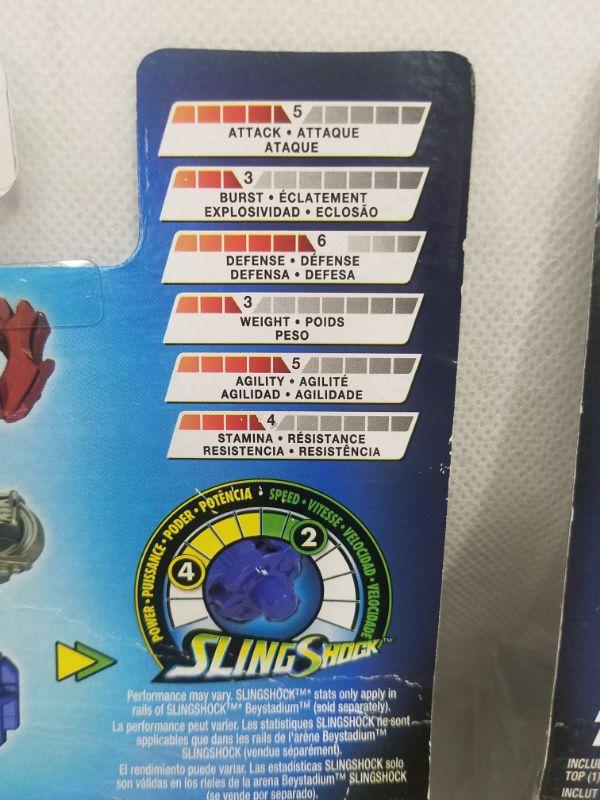 5
ATTACK • ATTAQUE
ATAQUE
3
BURST • ÉCLATEMENT
EXPLOSIVIDAD • ECLOSÃO
6
DEFENSE • DÉFENSE
DEFENSA • DEFESA
3
WEIGHT • POIDS
PESO
5
AGILITY • AGILITÉ
AGILIDAD • AGILIDADE
4
STAMINA • RÉSISTANCE
RESISTENCIA • RESISTÊNCIA
POWER • PUISSANCE • PODER • POTÊNCIA • SPEED • VITESSE • VELOCIDAD • VELOCIDADE
4
2
SLINGSHOCK™
Performance may vary. SLINGSHOCK™* stats only apply in
rails of SLINGSHOCK™* Beystadium™ (sold separately).
La performance peut varier. Les statistiques SLINGSHOCK ne sont
applicables que dans les rails de l'arène Beystadium™
SLINGSHOCK (vendue séparément).
El rendimiento puede variar. Las estadísticas SLINGSHOCK solo
son válidas en los rieles de la arena Beystadium™ SLINGSHOCK
(se vende por separado).
TOP (1)
INCLUT